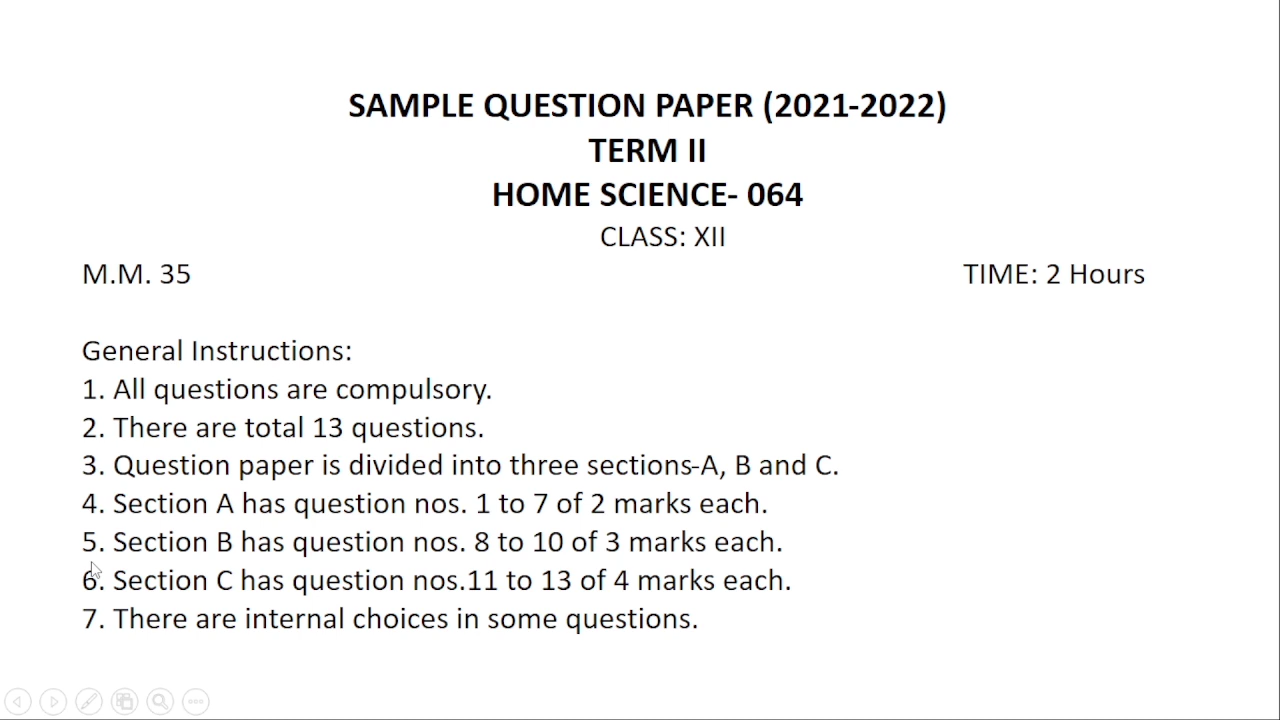 SAMPLE QUESTION PAPER (2021-2022)
TERM II
HOME SCIENCE- 064
CLASS: XII
M.M. 35 TIME: 2 Hours
General Instructions:
1. All questions are compulsory.
2. There are total 13 questions.
3. Question paper is divided into three sections-A, B and C.
4. Section A has question nos. 1 to 7 of 2 marks each.
5. Section B has question nos. 8 to 10 of 3 marks each.
6. Section C has question nos.11 to 13 of 4 marks each.
7. There are internal choices in some questions.